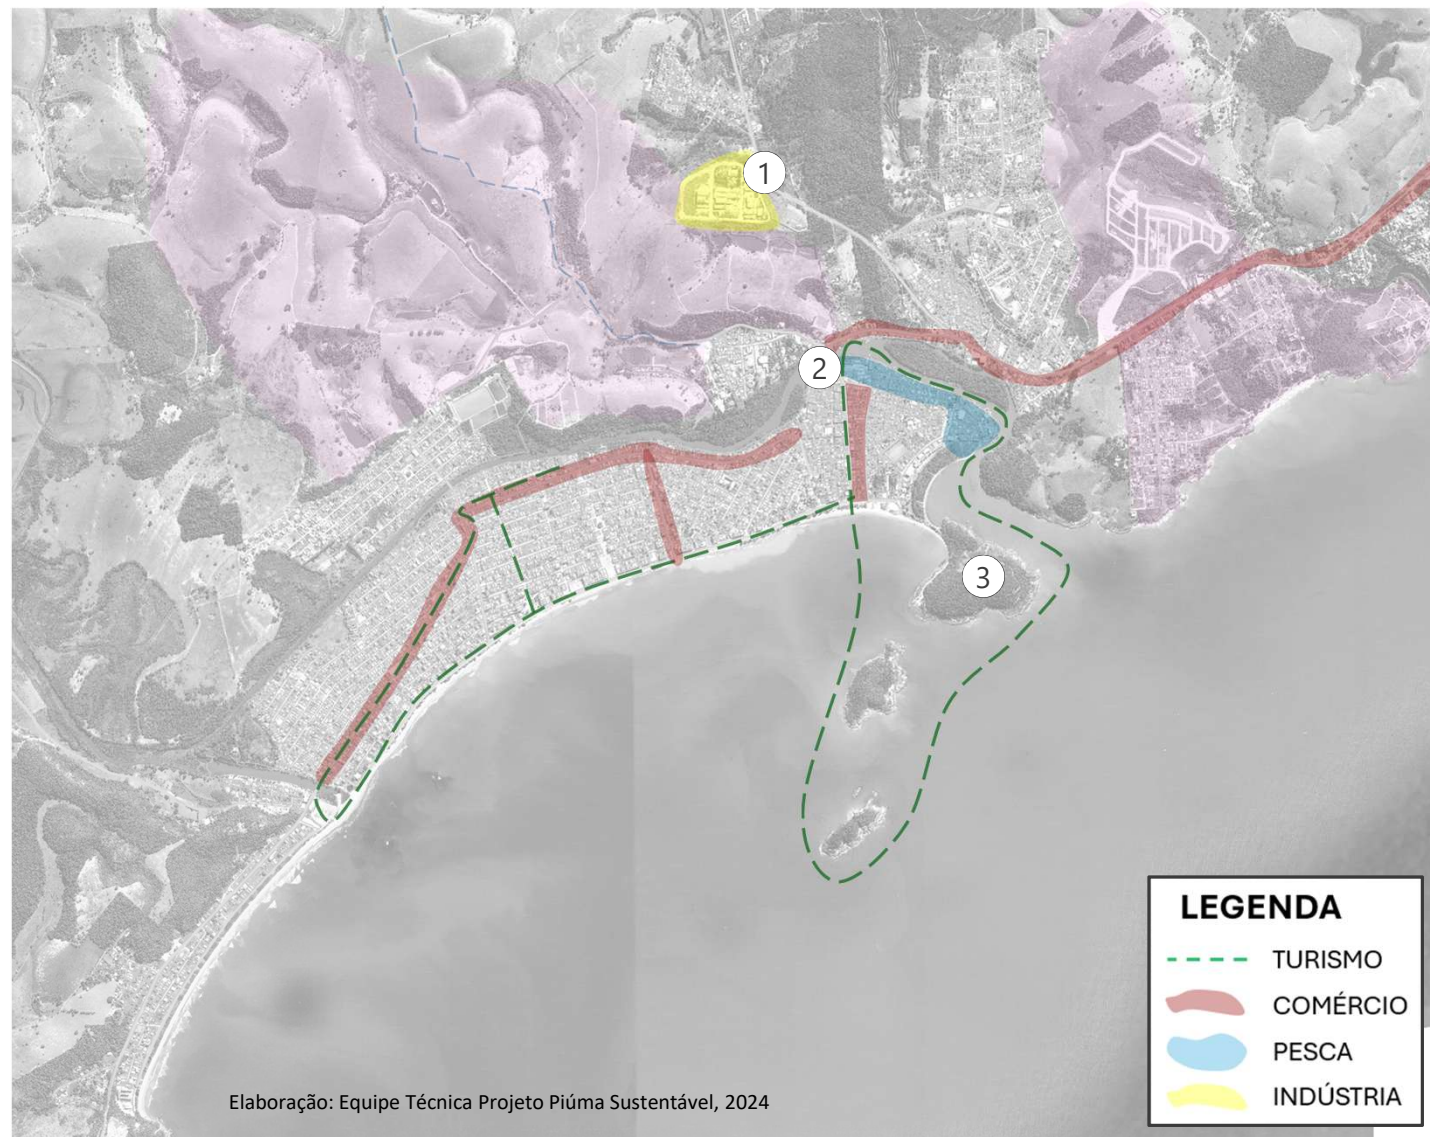 1
2
3
LEGENDA
TURISMO
COMÉRCIO
PESCA
INDÚSTRIA
Elaboração: Equipe Técnica Projeto Piúma Sustentável, 2024